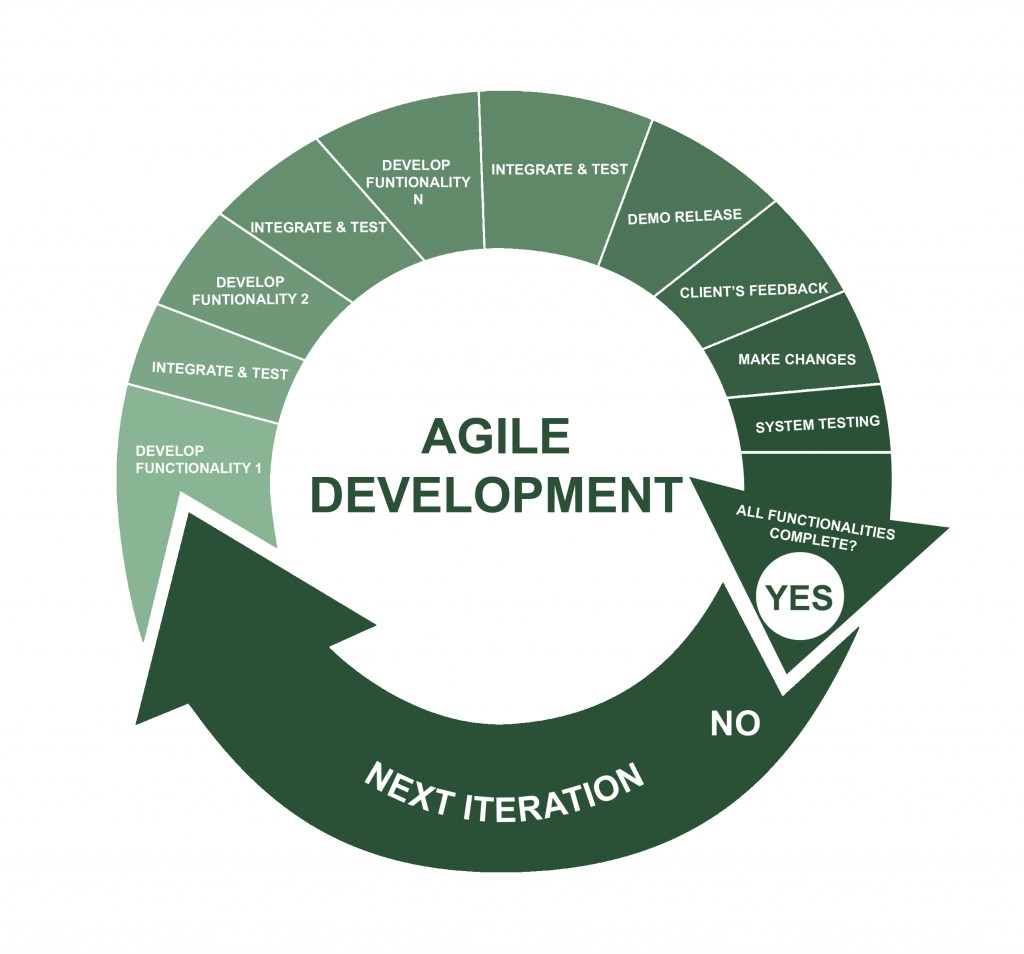 DEVELOP
FUNCTIONALITY 1
INTEGRATE & TEST
DEVELOP
FUNTIONALITY 2
INTEGRATE & TEST
DEVELOP
FUNTIONALITY
N
INTEGRATE & TEST
DEMO RELEASE
CLIENT'S FEEDBACK
MAKE CHANGES
SYSTEM TESTING
ALL FUNCTIONALITIES
COMPLETE?
YES
NO
NEXT ITERATION
AGILE
DEVELOPMENT